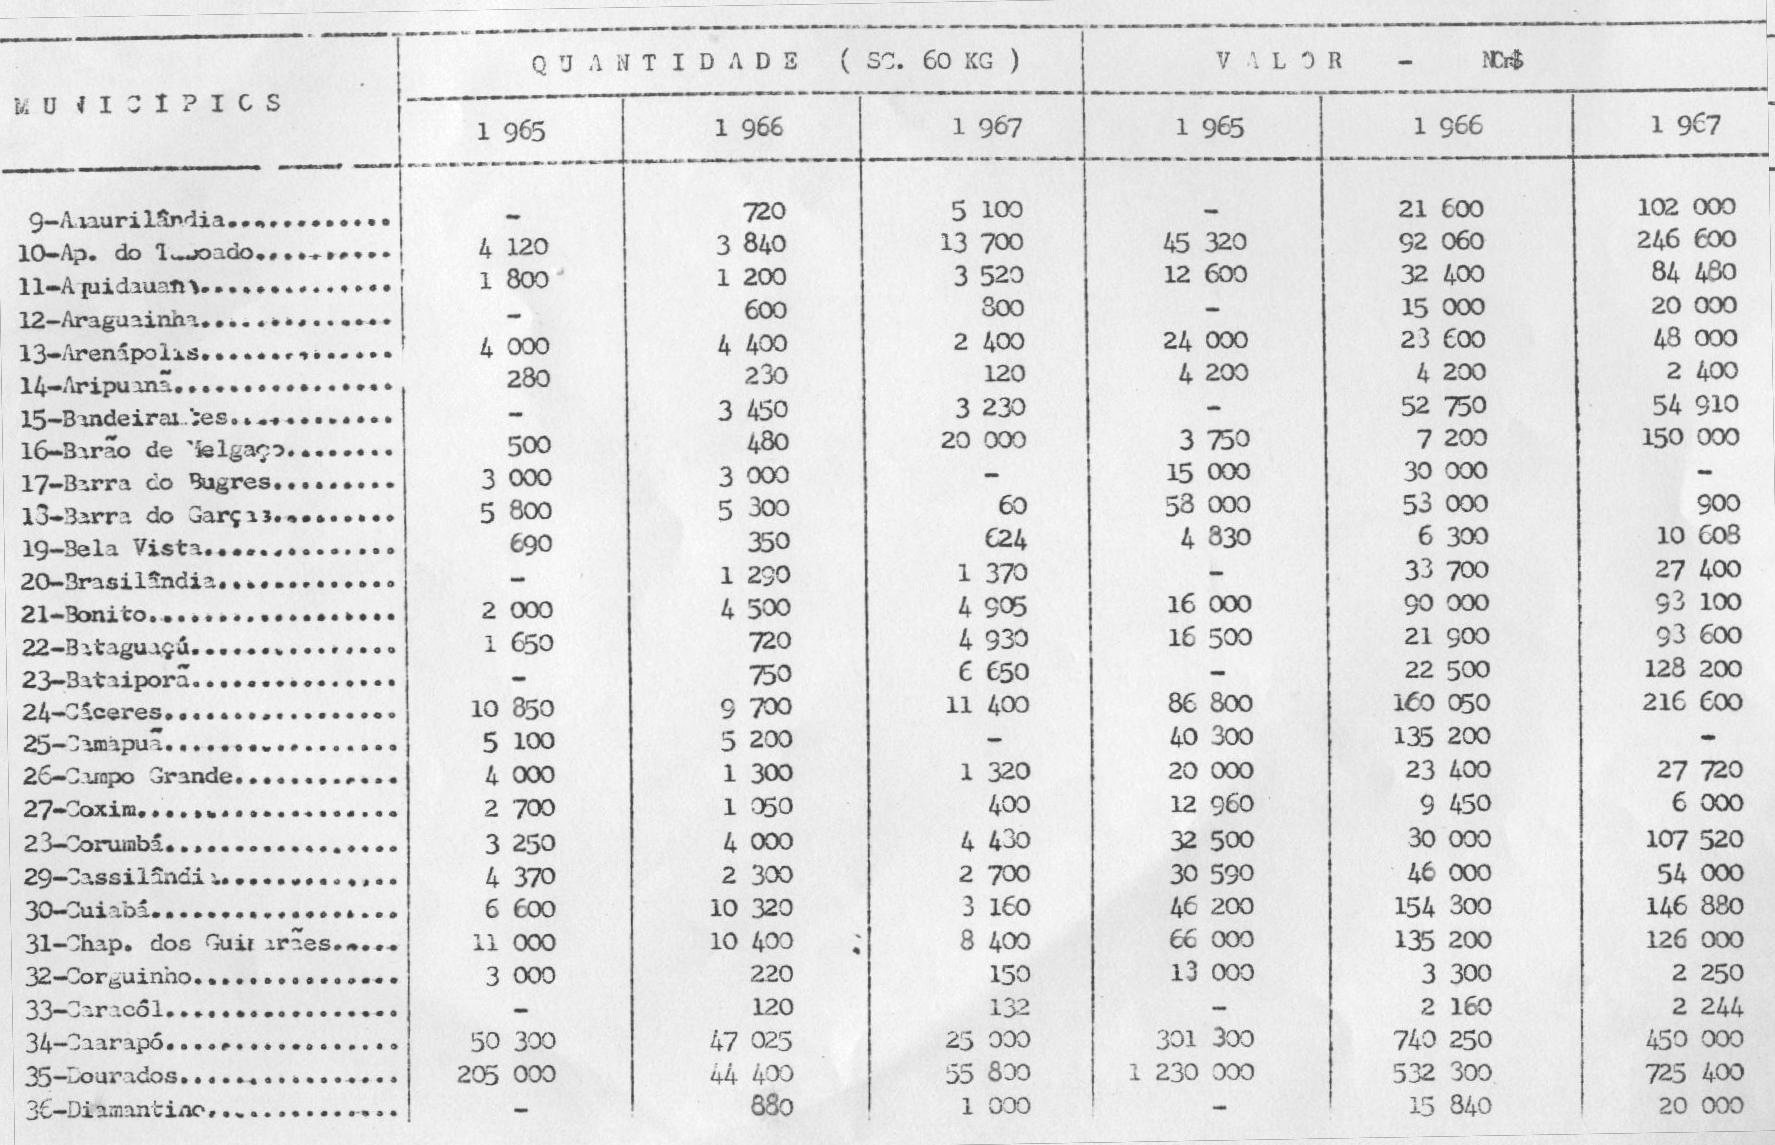 QUANTIDADE (SC. 60 KG) VALOR - NCr$
MUNICÍPIOS
1 965 1 966 1 967 1 965 1 966 1 967
9-Anaurilândia............ - 720 5 100 - 21 600 102 000
10-Ap. do Taboado.......... 4 120 3 840 13 700 45 320 92 060 246 600
11-Aquidauana.............. 1 800 1 200 3 520 12 600 32 400 84 480
12-Araguainha.............. - 600 800 - 15 000 20 000
13-Arenápolis.............. 4 000 4 400 2 400 24 000 23 600 48 000
14-Aripuanã................ 280 230 120 4 200 4 200 2 400
15-Bandeirantes............ - 3 450 3 230 - 52 750 54 910
16-Barão de Melgaço........ 500 480 20 000 3 750 7 200 150 000
17-Barra do Bugres......... 3 000 3 000 - 15 000 30 000 -
18-Barra do Garças......... 5 800 5 300 60 58 000 53 000 900
19-Bela Vista.............. 690 350 624 4 830 6 300 10 608
20-Brasilândia............. - 1 290 1 370 - 33 700 27 400
21-Bonito.................. 2 000 4 500 4 905 16 000 90 000 93 100
22-Bataguaçú............... 1 650 720 4 930 16 500 21 900 93 600
23-Bataiporã............... - 750 6 650 - 22 500 128 200
24-Cáceres................. 10 850 9 700 11 400 86 800 160 050 216 600
25-Camapuã................. 5 100 5 200 - 40 300 135 200 -
26-Campo Grande............ 4 000 1 300 1 320 20 000 23 400 27 720
27-Coxim................... 2 700 1 050 400 12 960 9 450 6 000
28-Corumbá................. 3 250 4 000 4 430 32 500 30 000 107 520
29-Cassilândia............. 4 370 2 300 2 700 30 590 46 000 54 000
30-Cuiabá.................. 6 600 10 320 3 160 46 200 154 300 146 880
31-Chap. dos Guimarães..... 11 000 10 400 8 400 66 000 135 200 126 000
32-Corguinho............... 3 000 220 150 13 000 3 300 2 250
33-Caracól................. - 120 132 - 2 160 2 244
34-Caarapó................. 50 300 47 025 25 000 301 300 740 250 450 000
35-Dourados................ 205 000 44 400 55 800 1 230 000 532 300 725 400
36-Diamantino.............. - 880 1 000 - 15 840 20 000